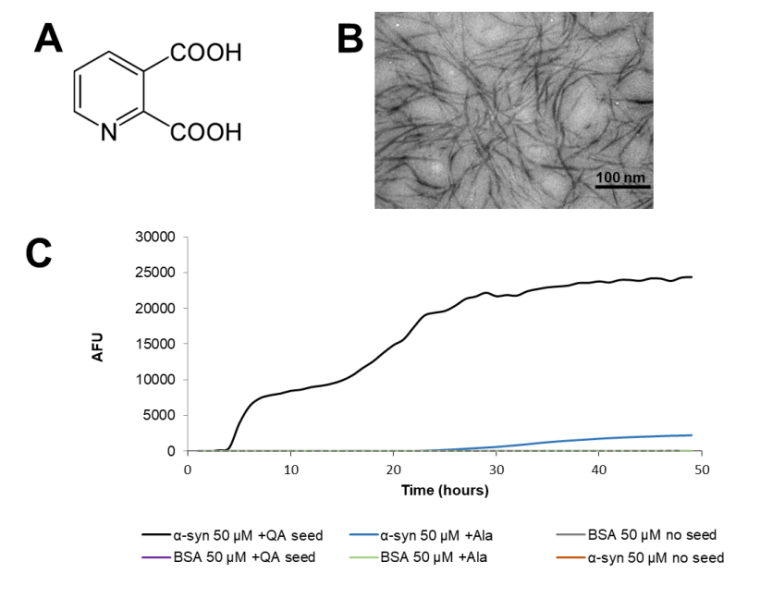 A
COOH
N
COOH
B
100 nm
C
30000
25000
20000
15000
10000
5000
0
AFU
0 10 20 30 40 50
Time (hours)
α-syn 50 µM +QA seed α-syn 50 µM +Ala BSA 50 µM no seed
BSA 50 µM +QA seed BSA 50 µM +Ala α-syn 50 µM no seed